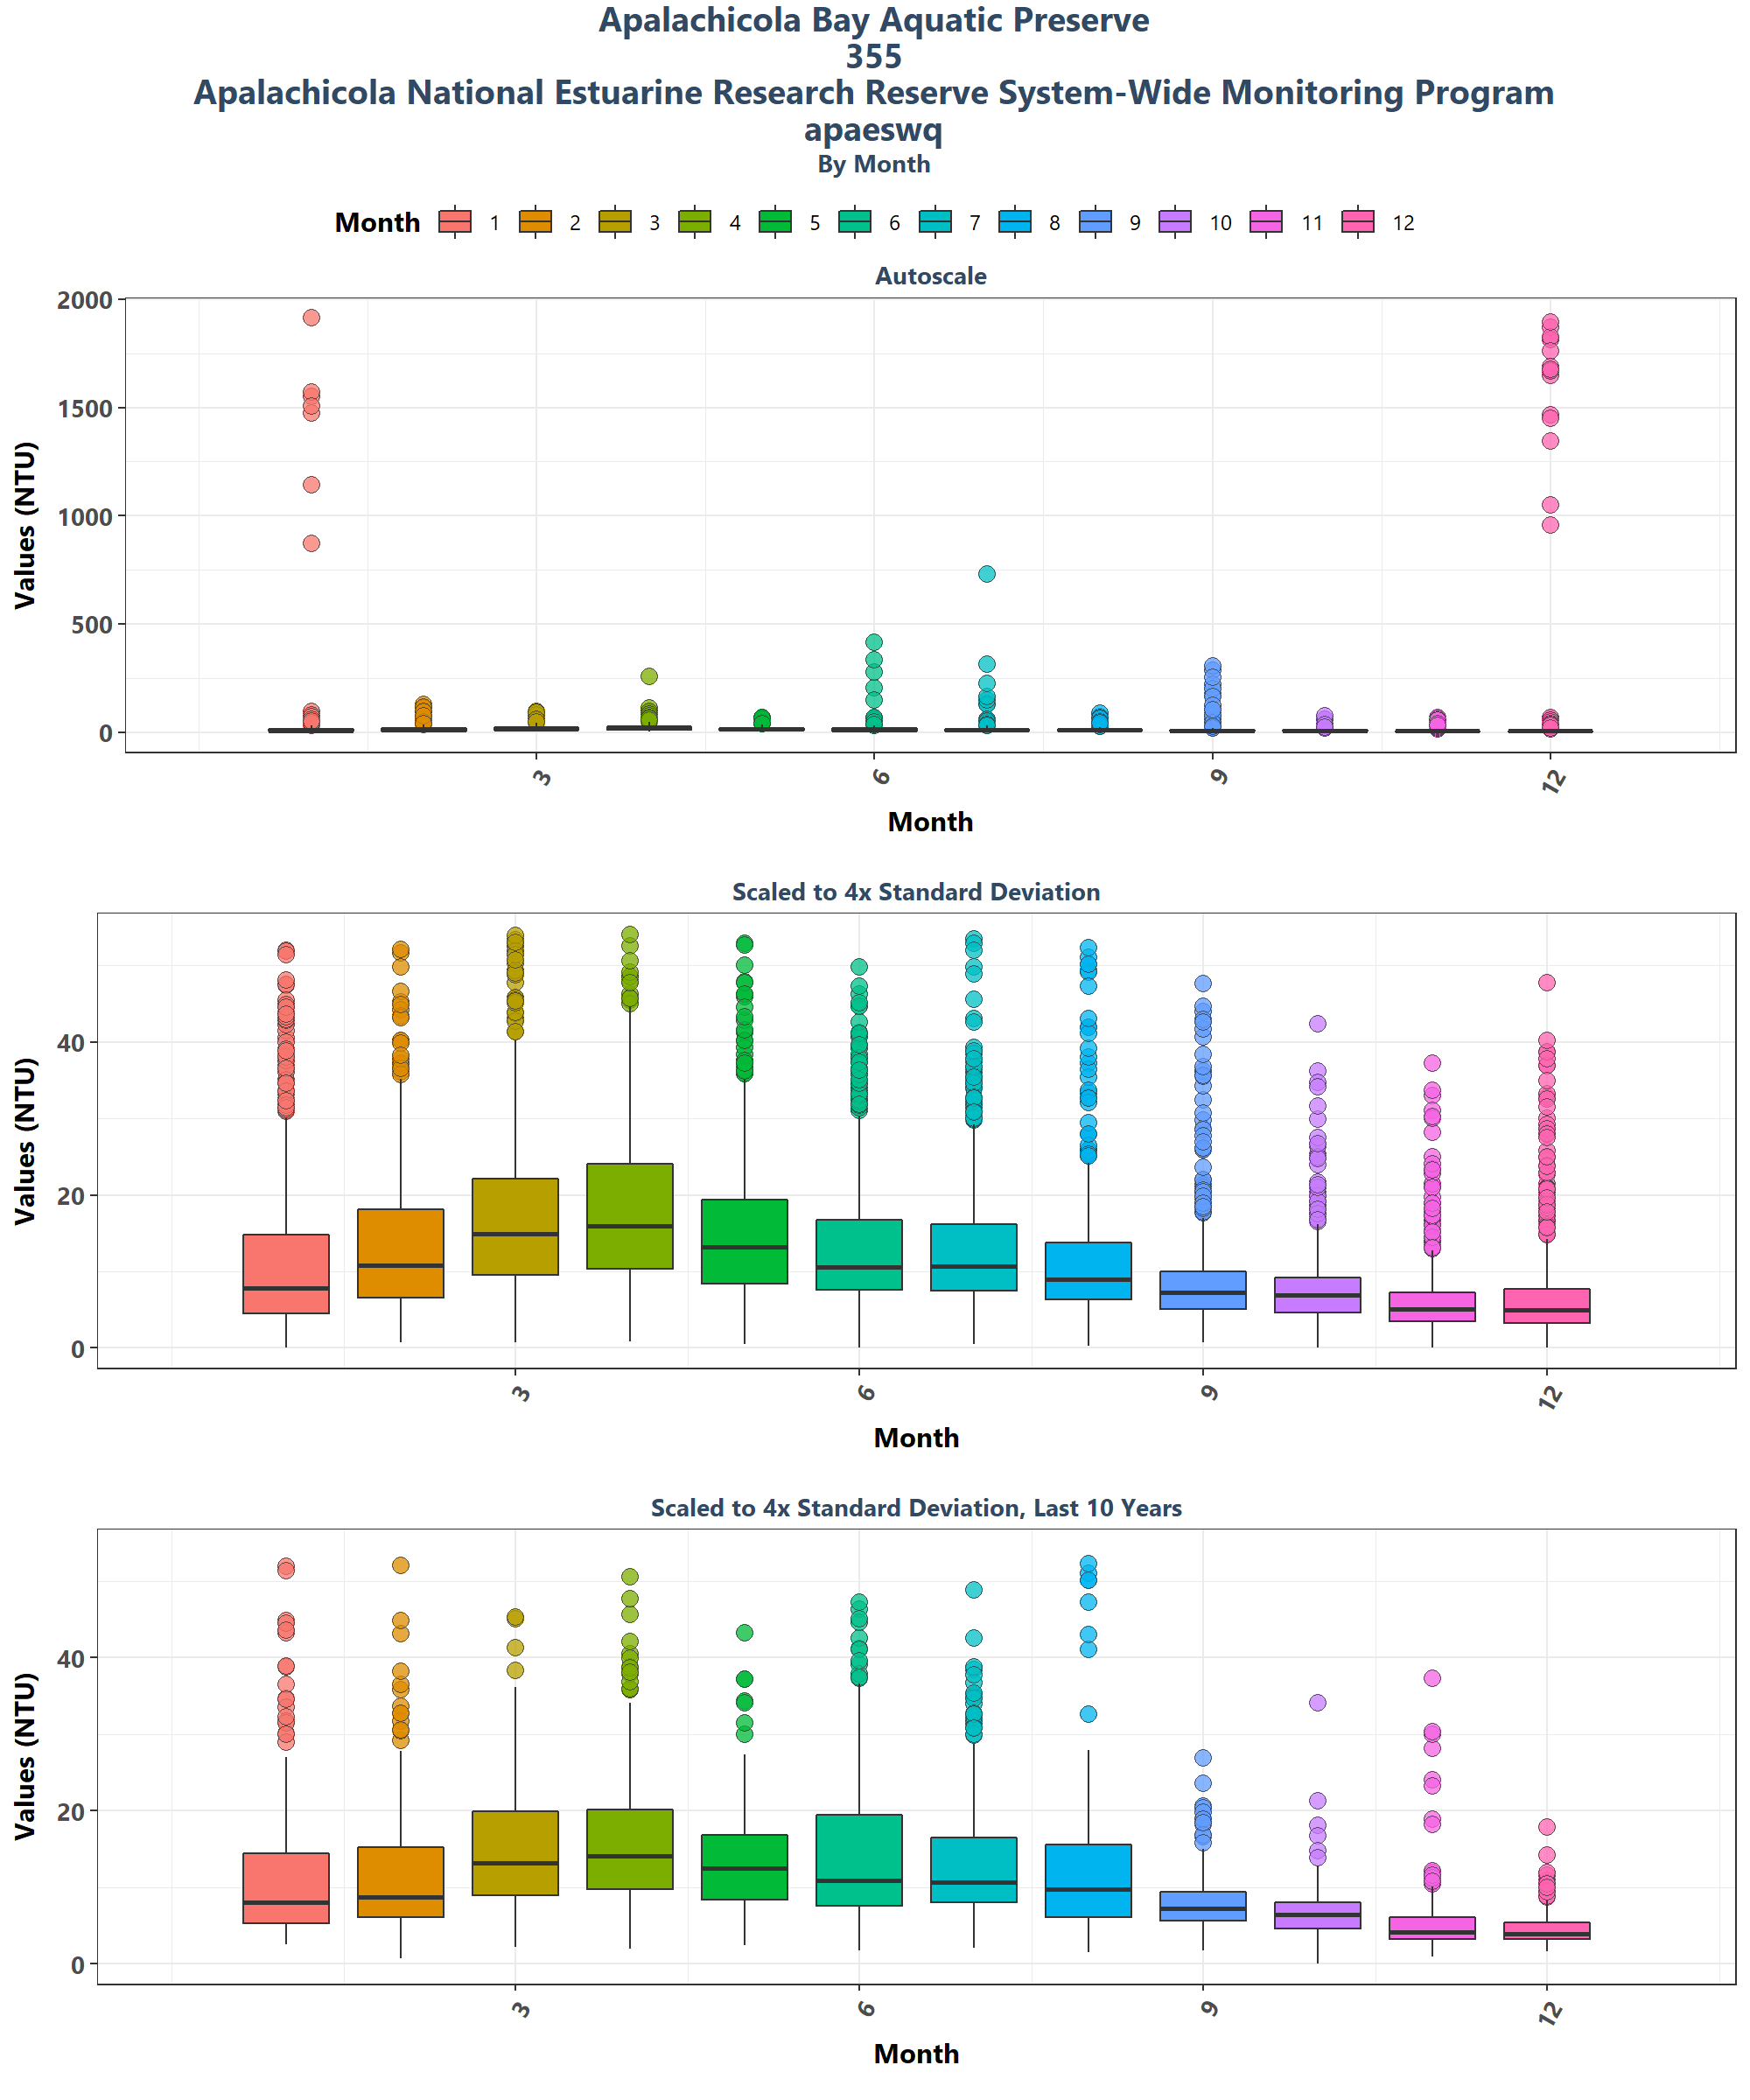 Apalachicola Bay Aquatic Preserve
355
Apalachicola National Estuarine Research Reserve System-Wide Monitoring Program
apaeswq
By Month
Month 1 2 3 4 5 6 7 8 9 10 11 12
Autoscale
Values (NTU)
2000
1500
1000
500
0
3 6 9 12
Month
Scaled to 4x Standard Deviation
Values (NTU)
40
20
0
3 6 9 12
Month
Scaled to 4x Standard Deviation, Last 10 Years
Values (NTU)
40
20
0
3 6 9 12
Month